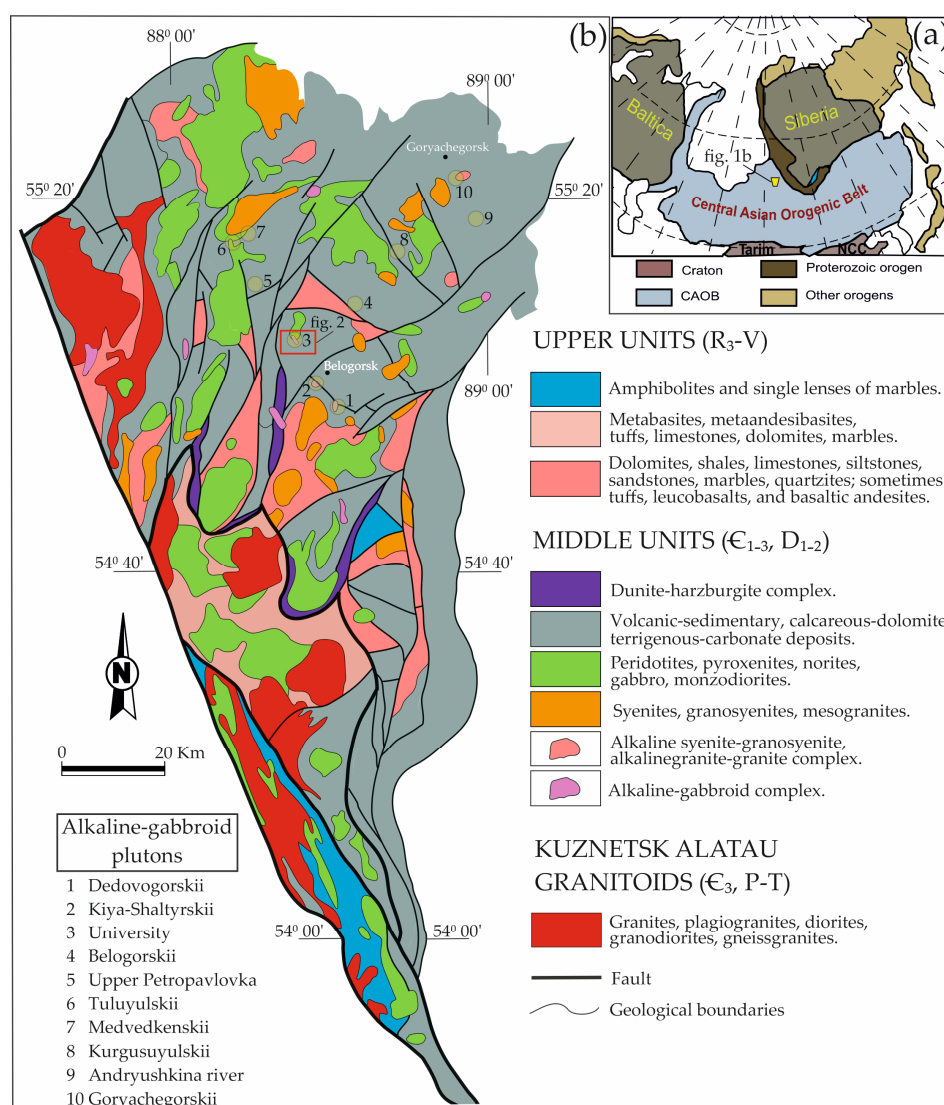 (b)
(a)
88⁰ 00'
89⁰ 00'
Goryachegorsk
55⁰ 20'
55⁰ 20'
10
9
8
7
6
5
4
fig. 2
3
Belogorsk
2
1
89⁰ 00'
54⁰ 40'
54⁰ 40'
N
0 20 Km
54⁰ 00'
54⁰ 00'
Baltica
Siberia
fig. 1b
Central Asian Orogenic Belt
Tarim
NCC
Craton
Proterozoic orogen
CAOB
Other orogens
UPPER UNITS (R₃-V)
Amphibolites and single lenses of marbles.
Metabasites, metaandesibasites,
tuffs, limestones, dolomites, marbles.
Dolomites, shales, limestones, siltstones,
sandstones, marbles, quartzites; sometimes
tuffs, leucobasalts, and basaltic andesites.
MIDDLE UNITS (Ꞓ₁₋₃, D₁₋₂)
Dunite-harzburgite complex.
Volcanic-sedimentary, calcareous-dolomite
terrigenous-carbonate deposits.
Peridotites, pyroxenites, norites,
gabbro, monzodiorites.
Syenites, granosyenites, mesogranites.
Alkaline syenite-granosyenite,
alkalinegranite-granite complex.
Alkaline-gabbroid complex.
KUZNETSK ALATAU
GRANITOIDS (Ꞓ₃, P-T)
Granites, plagiogranites, diorites,
granodiorites, gneissgranites.
Fault
Geological boundaries
Alkaline-gabbroid
plutons
1 Dedovogorskii
2 Kiya-Shaltyrskii
3 University
4 Belogorskii
5 Upper Petropavlovka
6 Tuluyulskii
7 Medvedkenskii
8 Kurgusuyulskii
9 Andryushkina river
10 Goryachegorskii